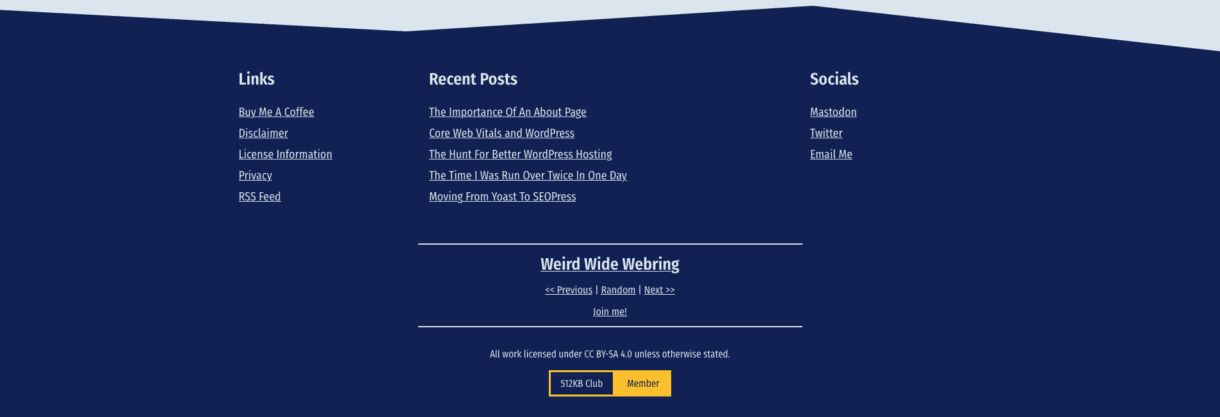 Links
Buy Me A Coffee
Disclaimer
License Information
Privacy
RSS Feed
Recent Posts
The Importance Of An About Page
Core Web Vitals and WordPress
The Hunt For Better WordPress Hosting
The Time I Was Run Over Twice In One Day
Moving From Yoast To SEOPress
Socials
Mastodon
Twitter
Email Me
Weird Wide Webring
<< Previous | Random | Next >>
Join me!
All work licensed under CC BY-SA 4.0 unless otherwise stated.
512KB Club Member